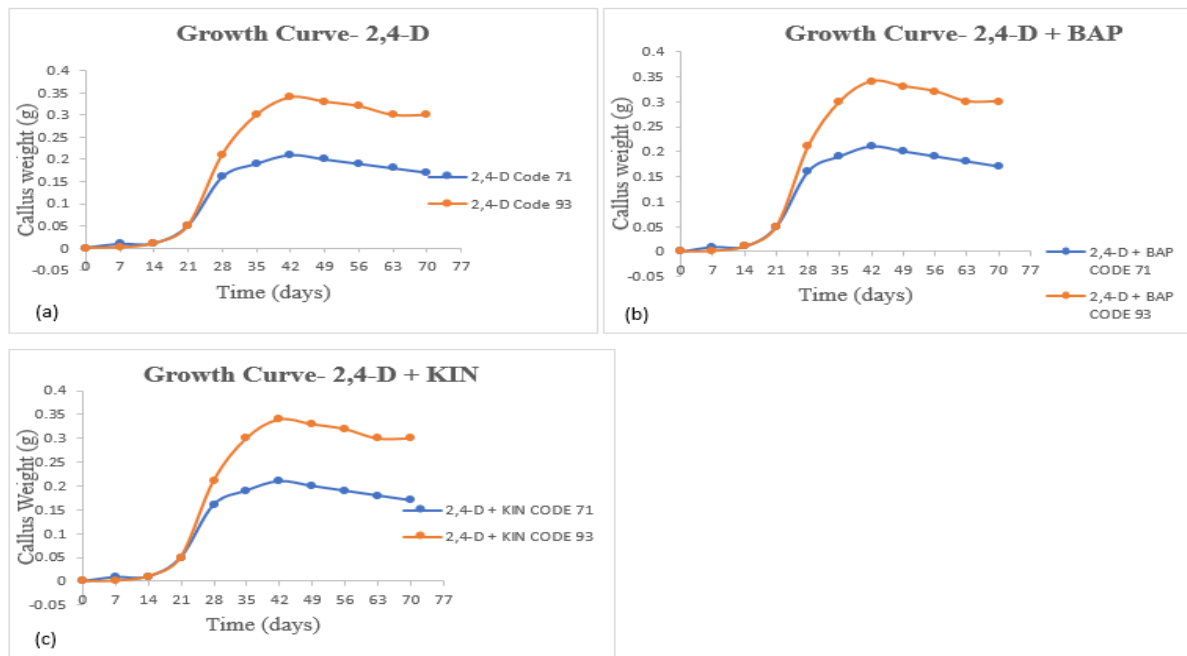 Growth Curve- 2,4-D
0.4
0.35
0.3
0.25
0.2
0.15
0.1
0.05
0
-0.05
Callus weight (g)
0 7 14 21 28 35 42 49 56 63 70 77
Time (days)
2,4-D Code 71
2,4-D Code 93
(a)
Growth Curve- 2,4-D + BAP
0.4
0.35
0.3
0.25
0.2
0.15
0.1
0.05
0
-0.05
Callus weight (g)
0 7 14 21 28 35 42 49 56 63 70 77
Time (days)
2,4-D + BAP
CODE 71
2,4-D + BAP
CODE 93
(b)
Growth Curve- 2,4-D + KIN
0.4
0.35
0.3
0.25
0.2
0.15
0.1
0.05
0
-0.05
Callus Weight (g)
0 7 14 21 28 35 42 49 56 63 70 77
Time (days)
2,4-D + KIN CODE 71
2,4-D + KIN CODE 93
(c)